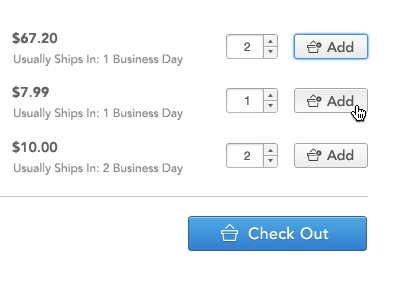 $67.20 2 Add
Usually Ships In: 1 Business Day
$7.99 1 Add
Usually Ships In: 1 Business Day
$10.00 2 Add
Usually Ships In: 2 Business Day
Check Out